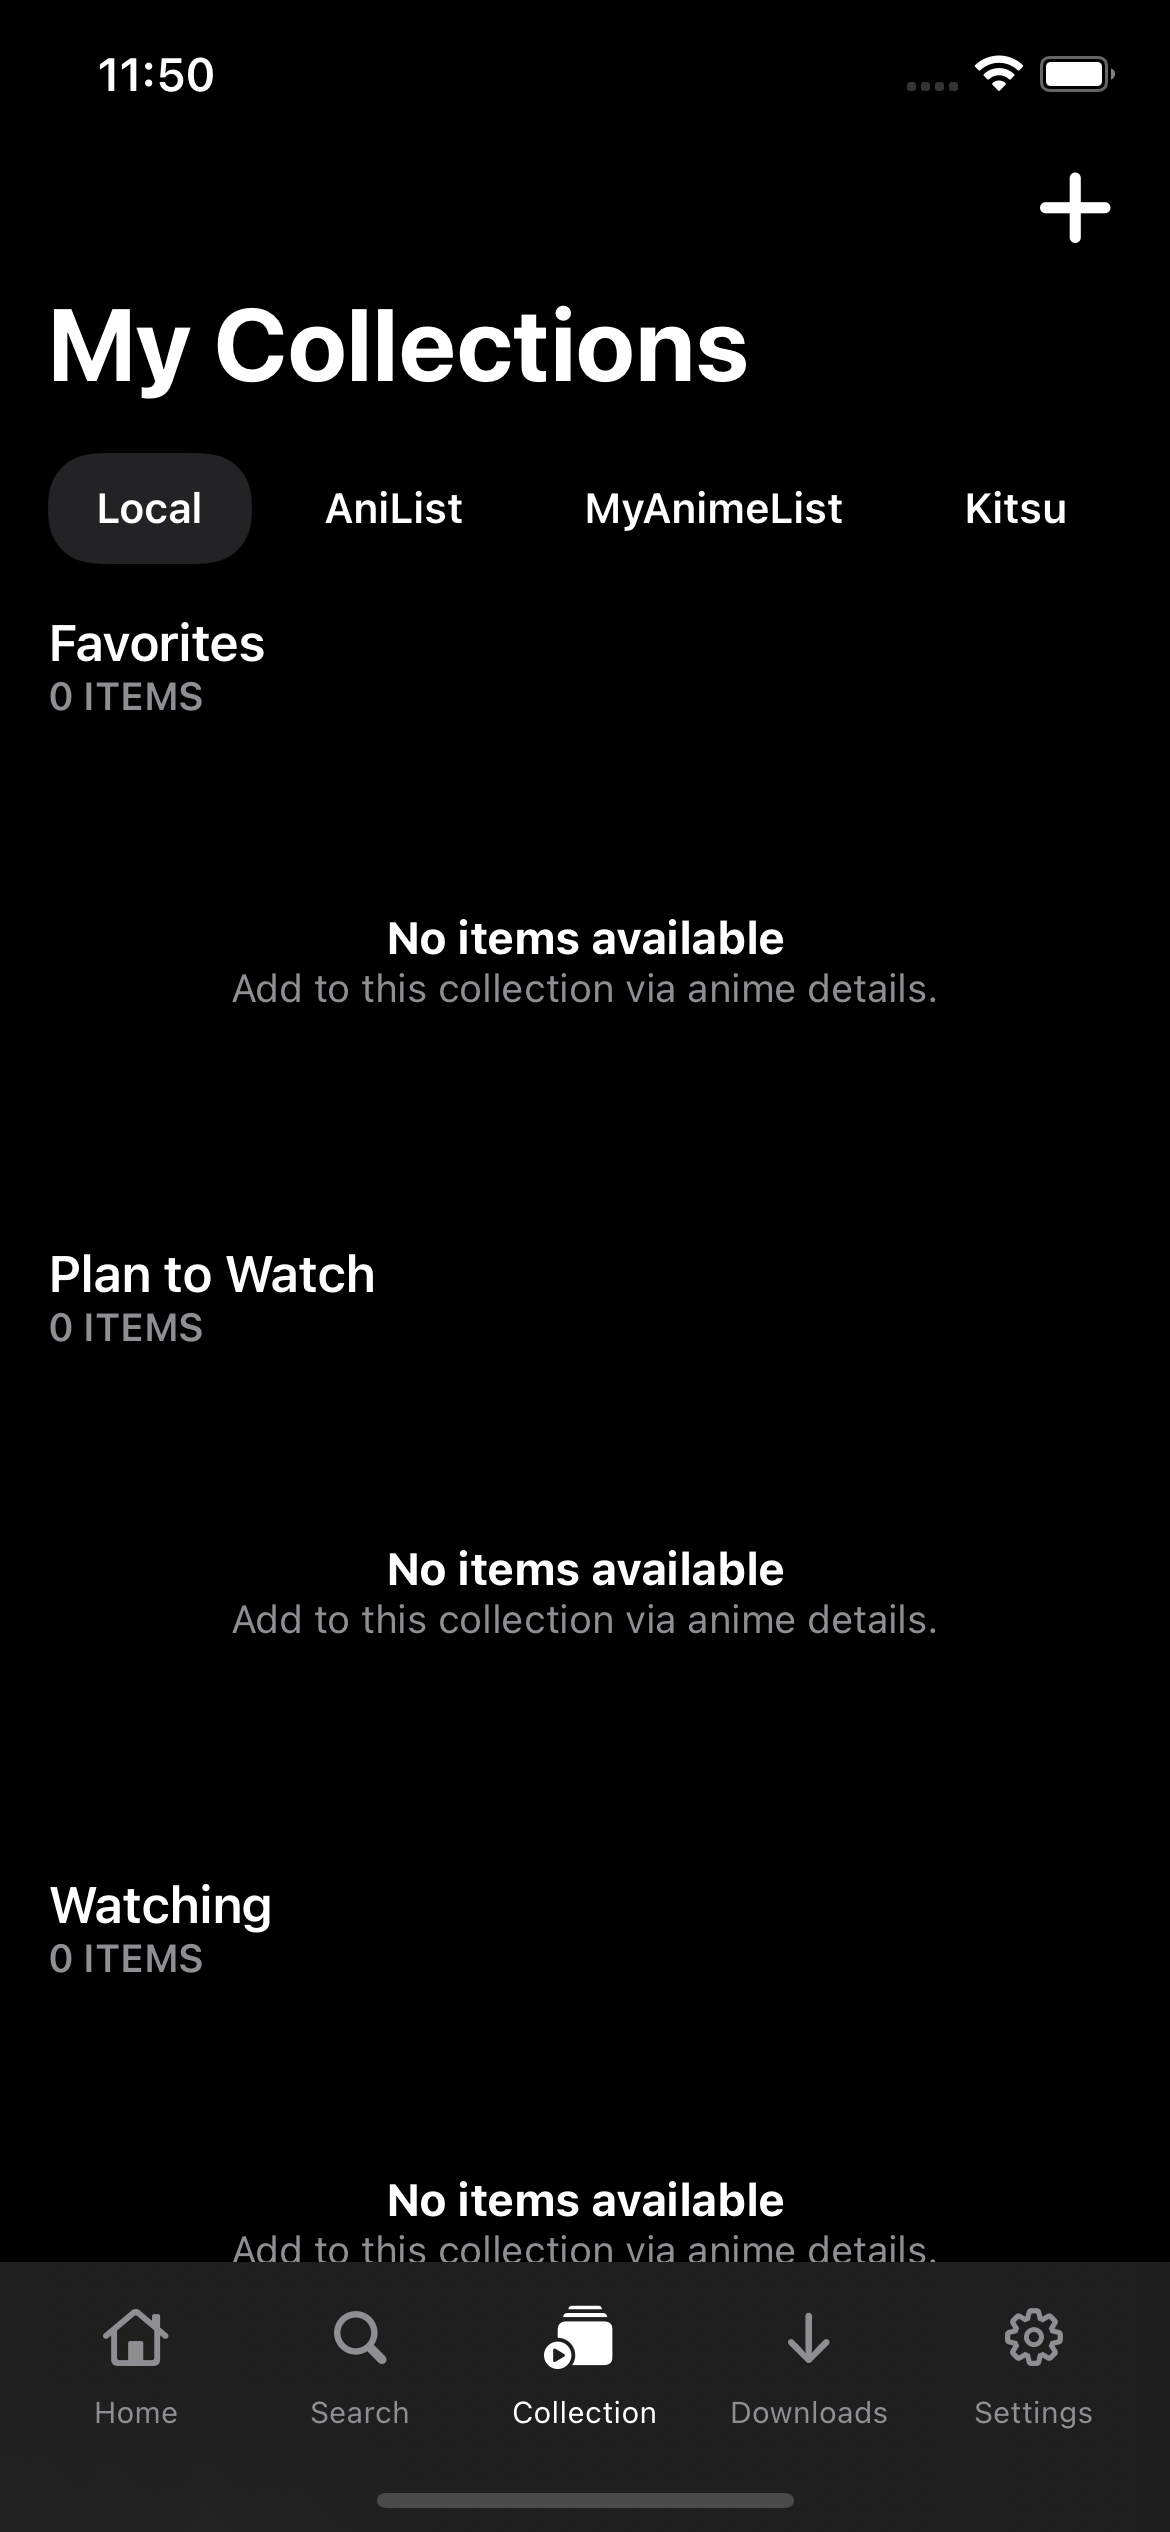 11:50
My Collections
Local
AniList
MyAnimeList
Kitsu
Favorites
0 ITEMS
No items available
Add to this collection via anime details.
Plan to Watch
0 ITEMS
No items available
Add to this collection via anime details.
Watching
0 ITEMS
No items available
Add to this collection via anime details.
Home
Search
Collection
Downloads
Settings